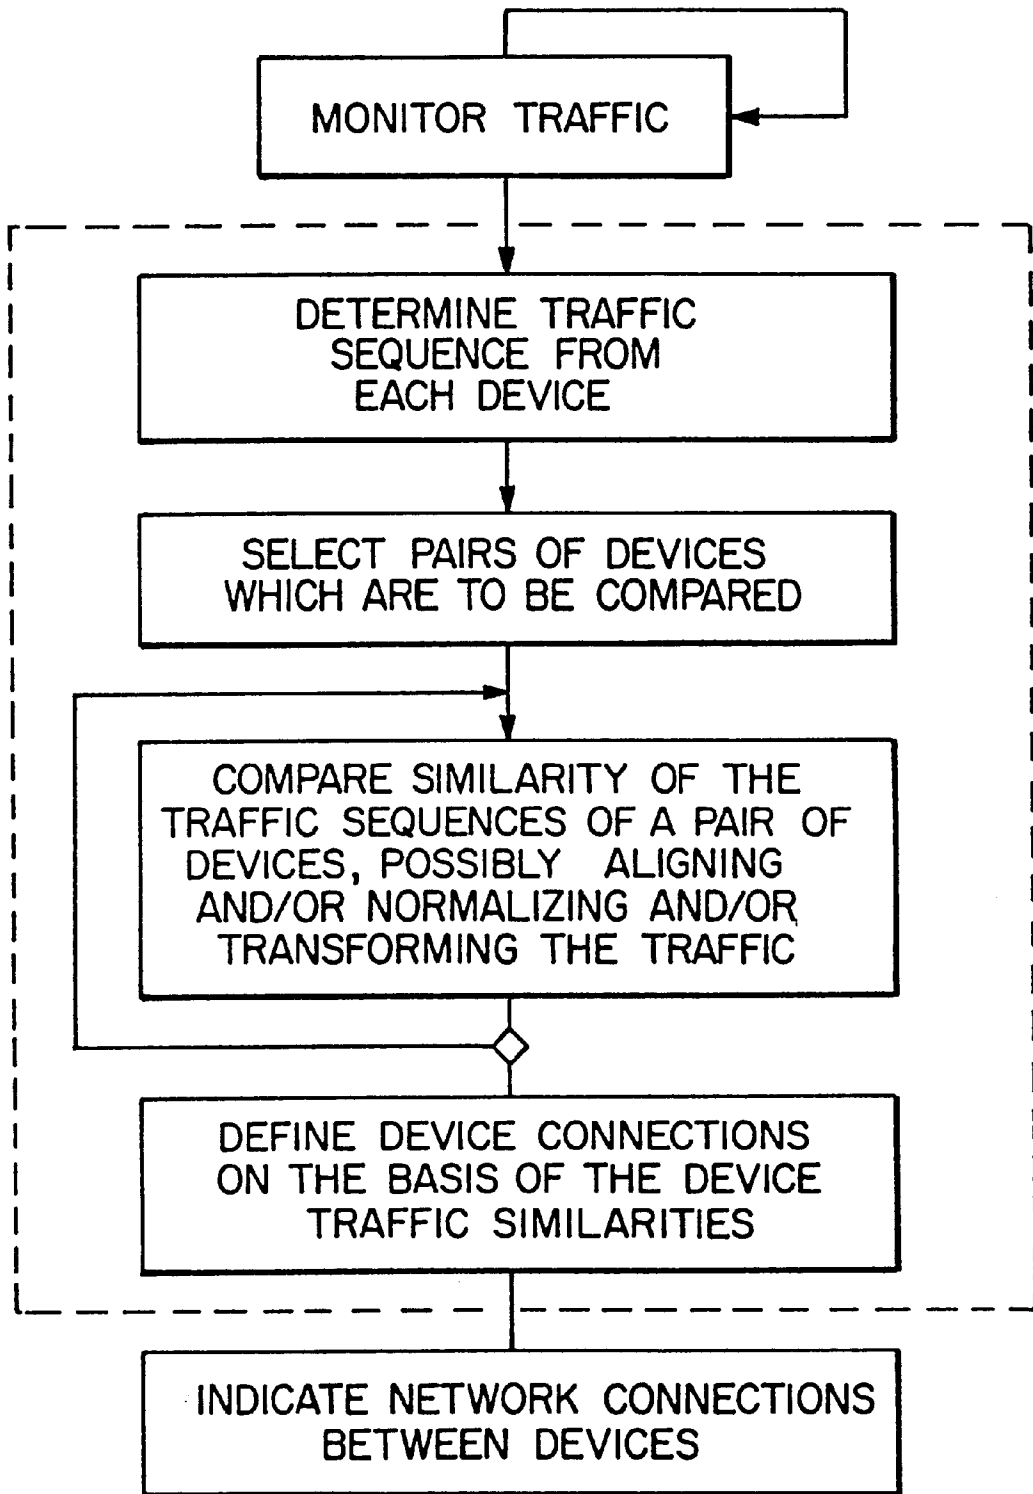 MONITOR TRAFFIC
DETERMINE TRAFFIC
SEQUENCE FROM
EACH DEVICE
SELECT PAIRS OF DEVICES
WHICH ARE TO BE COMPARED
COMPARE SIMILARITY OF THE
TRAFFIC SEQUENCES OF A PAIR OF
DEVICES, POSSIBLY ALIGNING
AND/OR NORMALIZING AND/OR
TRANSFORMING THE TRAFFIC
DEFINE DEVICE CONNECTIONS
ON THE BASIS OF THE DEVICE
TRAFFIC SIMILARITIES
INDICATE NETWORK CONNECTIONS
BETWEEN DEVICES